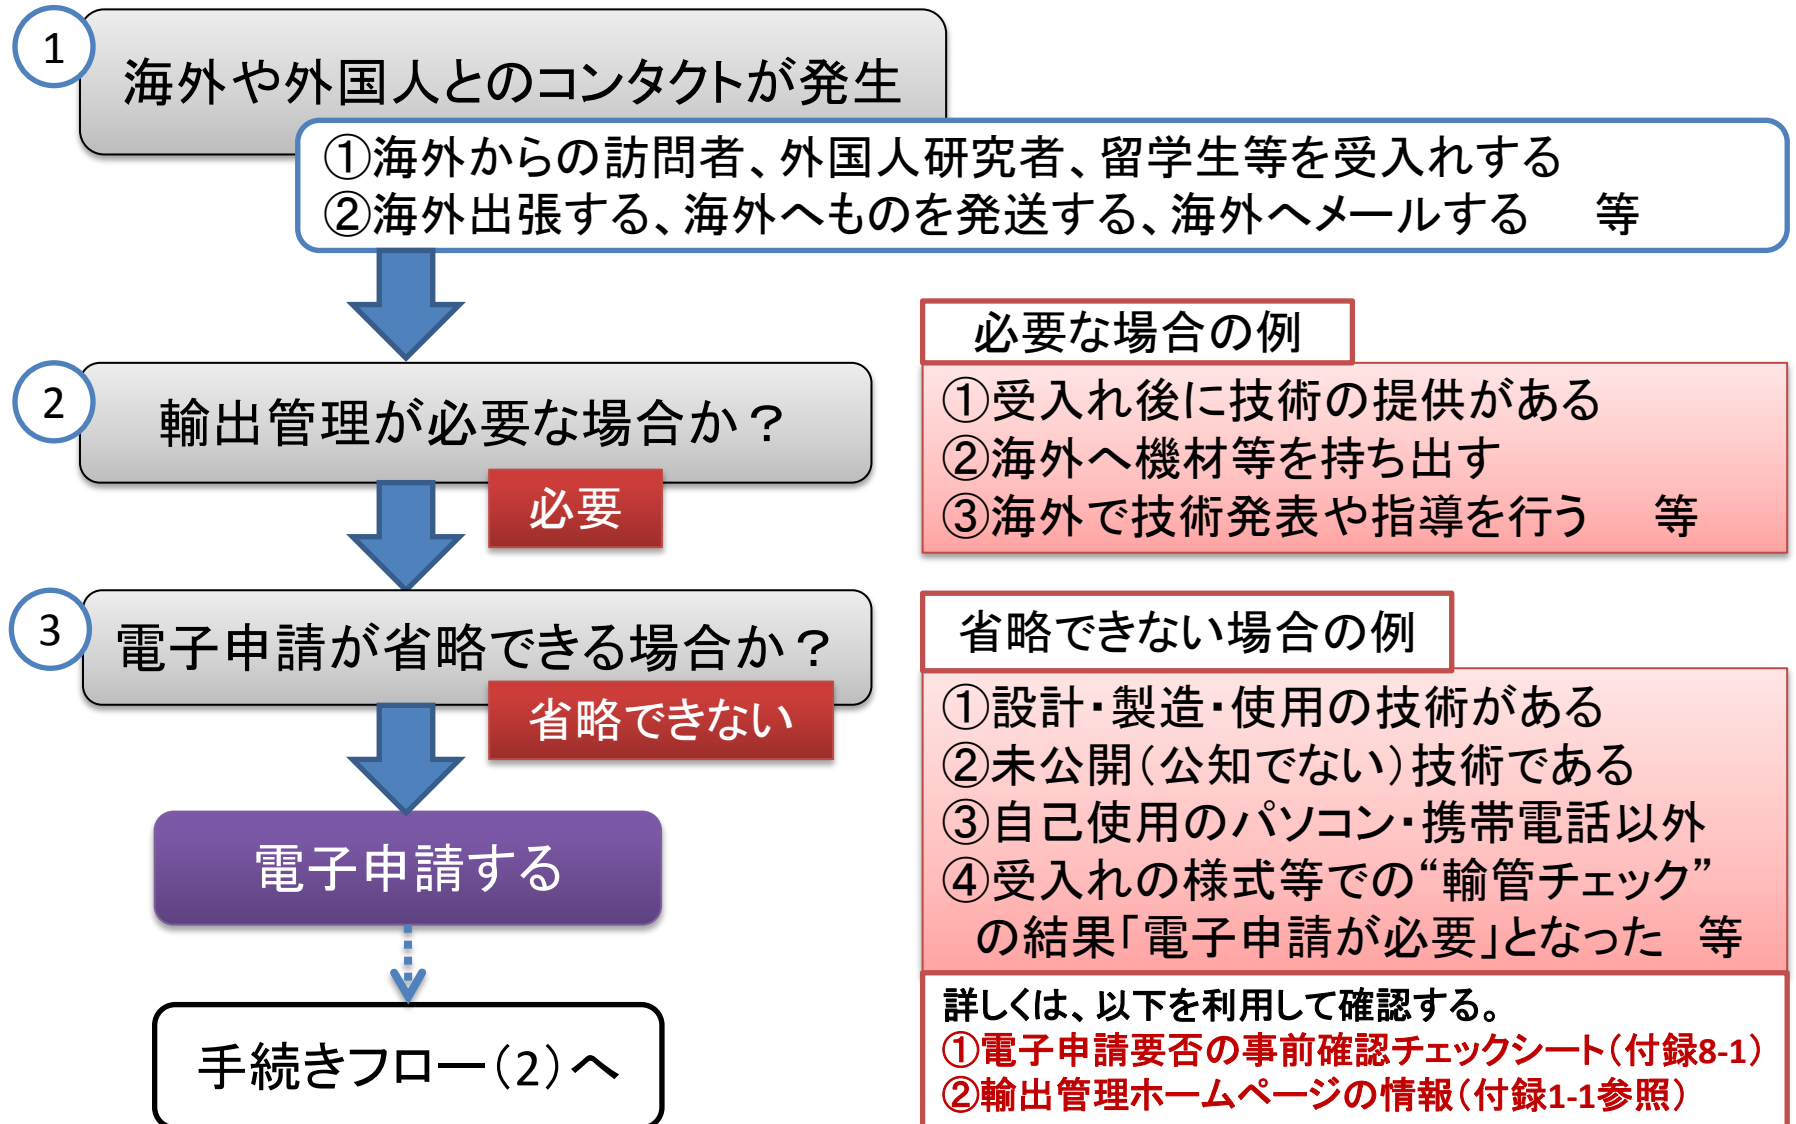 1
海外や外国人とのコンタクトが発生
①海外からの訪問者、外国人研究者、留学生等を受入れする
②海外出張する、海外へものを発送する、海外へメールする　等
2
輸出管理が必要な場合か？
必要
必要な場合の例
①受入れ後に技術の提供がある
②海外へ機材等を持ち出す
③海外で技術発表や指導を行う　等
3
電子申請が省略できる場合か？
省略できない
省略できない場合の例
①設計・製造・使用の技術がある
②未公開（公知でない）技術である
③自己使用のパソコン・携帯電話以外
④受入れの様式等での“輸管チェック”
の結果「電子申請が必要」となった　等
電子申請する
手続きフロー（2）へ
詳しくは、以下を利用して確認する。
①電子申請要否の事前確認チェックシート（付録8-1）
②輸出管理ホームページの情報（付録1-1参照）